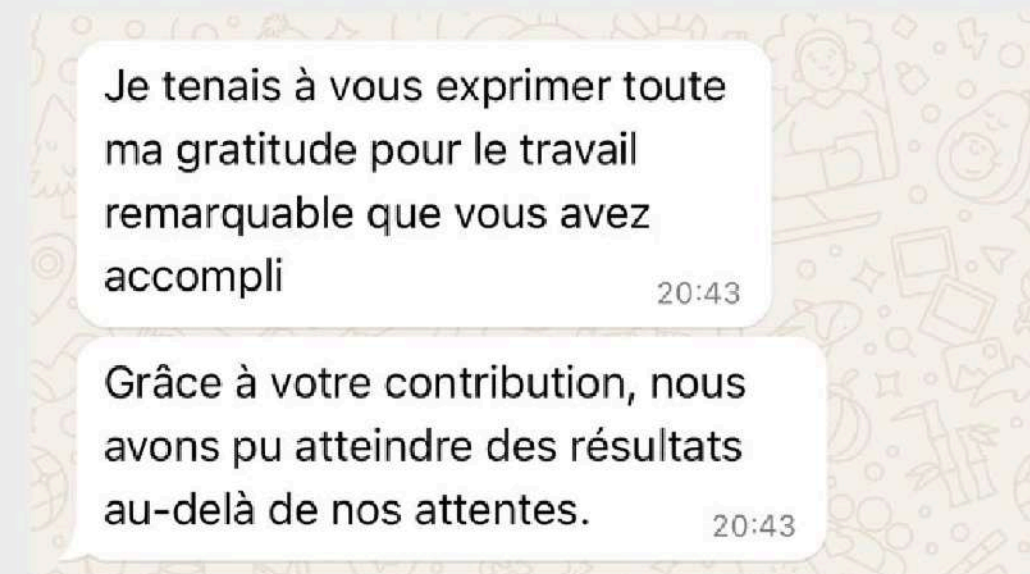 Je tenais à vous exprimer toute
ma gratitude pour le travail
remarquable que vous avez
accompli
20:43
Grâce à votre contribution, nous
avons pu atteindre des résultats
au-delà de nos attentes.
20:43